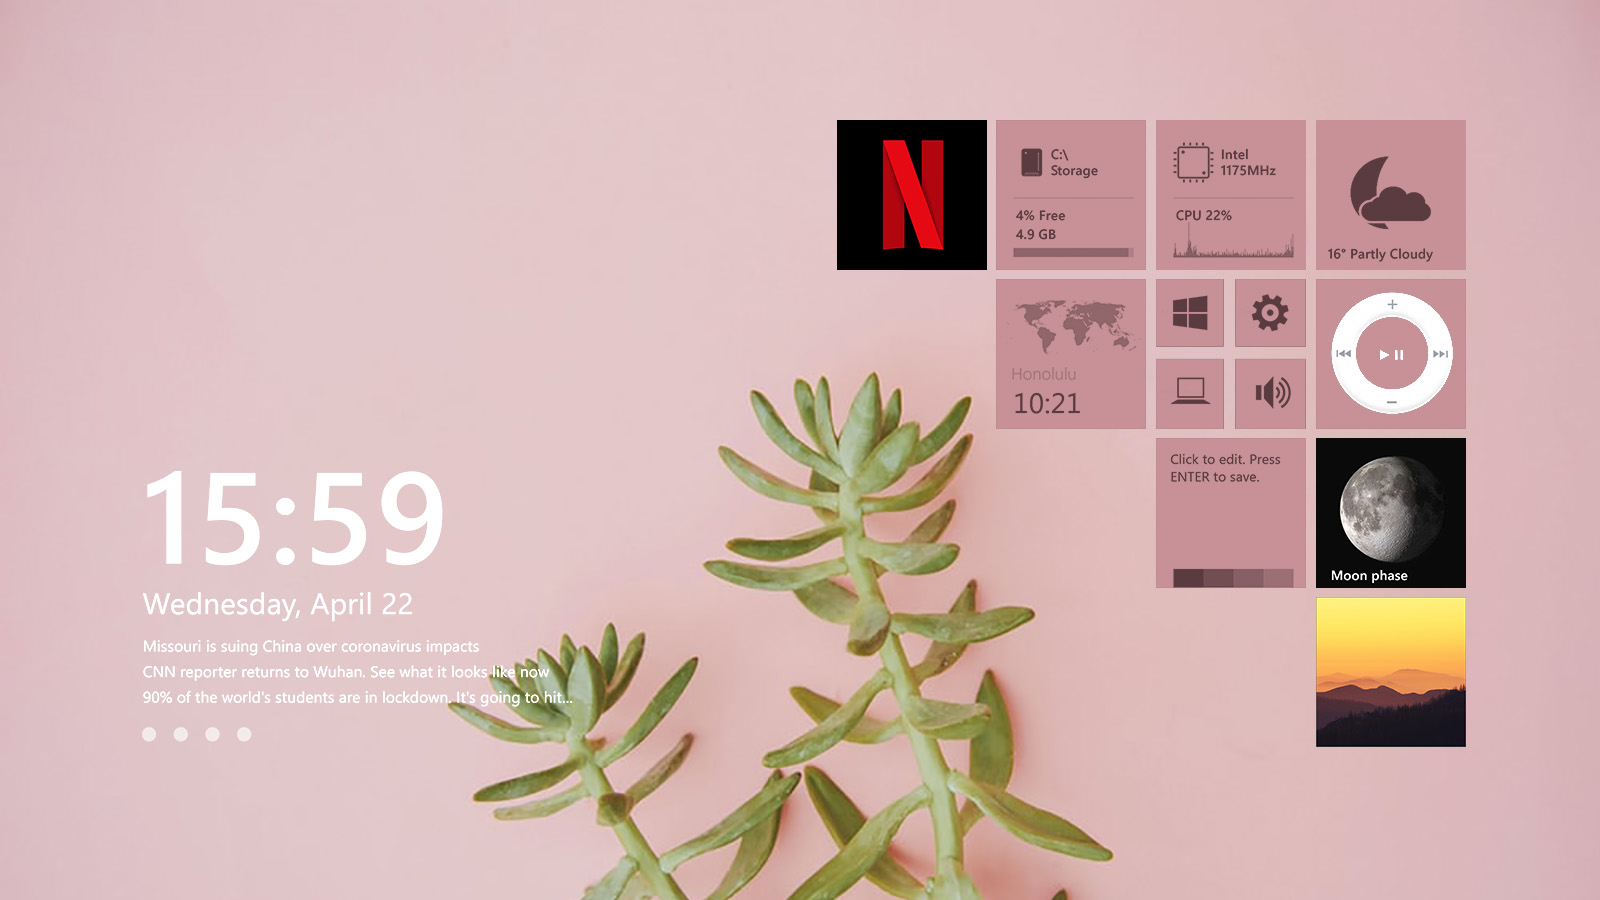 C:\
Storage
4% Free
4.9 GB
Intel
1175MHz
CPU 22%
16° Partly Cloudy
Honolulu
10:21
Click to edit. Press
ENTER to save.
Moon phase
15:59
Wednesday, April 22
Missouri is suing China over coronavirus impacts
CNN reporter returns to Wuhan. See what it looks like now
90% of the world's students are in lockdown. It's going to hit...